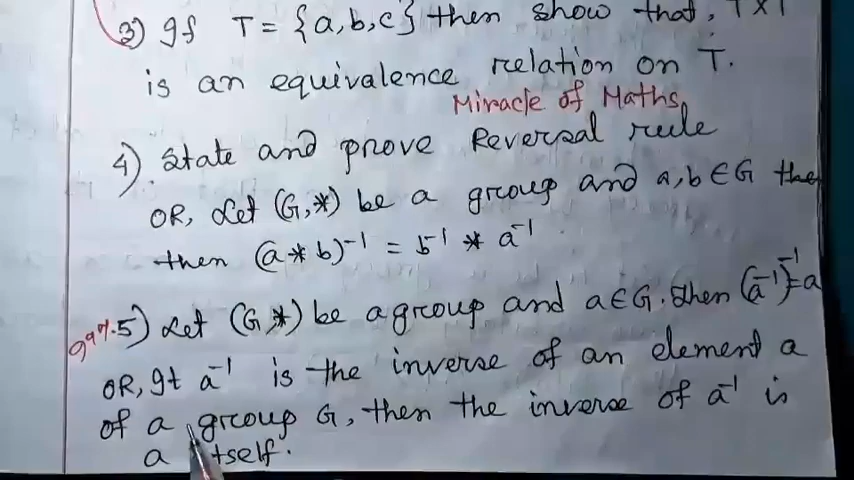 3) If T = {a,b,c} then show that, T×T
is an equivalence relation on T.
Miracle of Maths
4) State and prove Reversal rule
OR, Let (G,*) be a group and a,b∈G the
then (a*b)⁻¹ = b⁻¹ * a⁻¹
99%. 5) Let (G,*) be a group and a∈G. then (a⁻¹)⁻¹=a
OR, If a⁻¹ is the inverse of an element a
of a group G, then the inverse of a⁻¹ is
a itself.